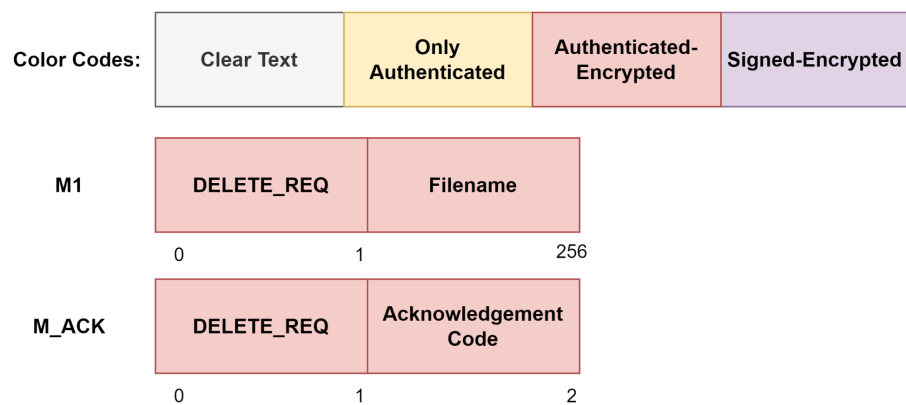 Color Codes:
Clear Text
Only
Authenticated
Authenticated-
Encrypted
Signed-Encrypted
M1
DELETE_REQ
Filename
0
1
256
M_ACK
DELETE_REQ
Acknowledgement
Code
0
1
2